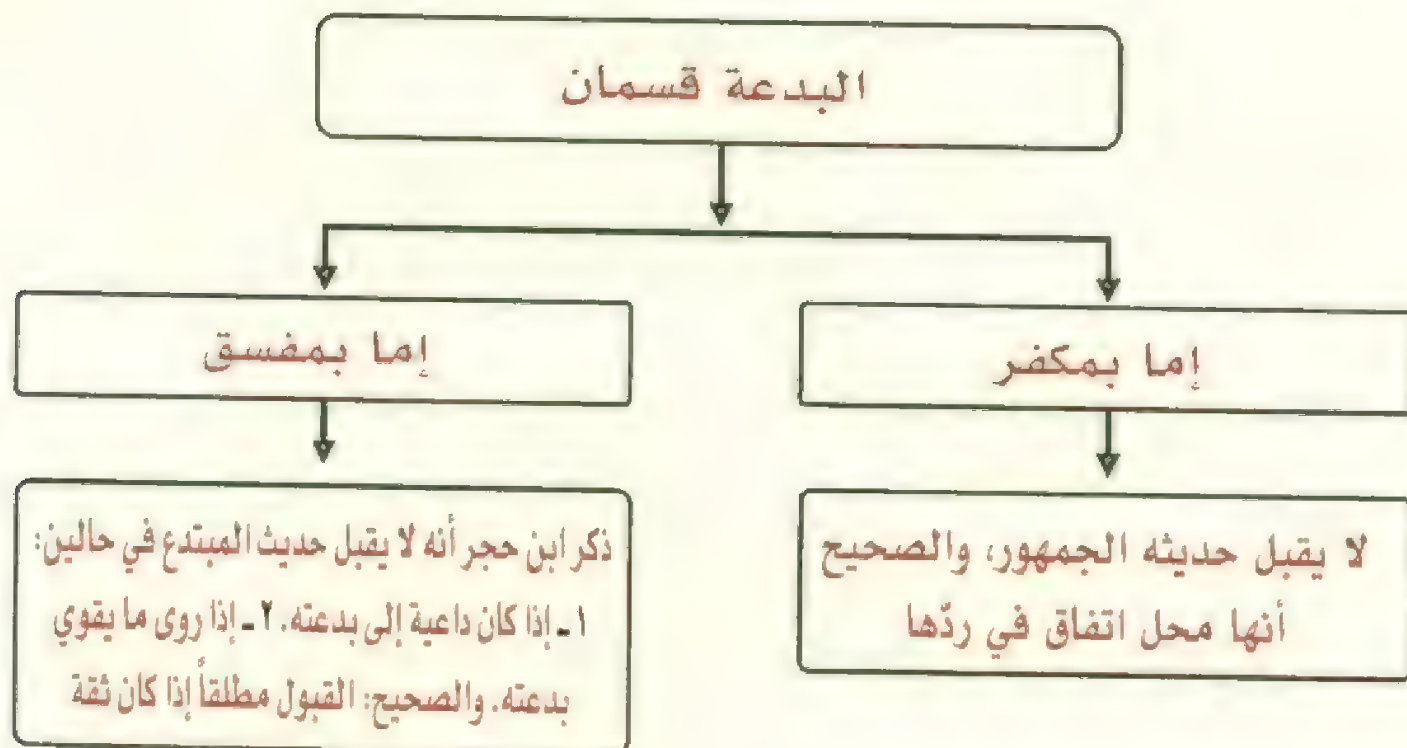 البدعة قسمان
إما بمكفر
إما بمفسق
لا يقبل حديثه الجمهور، والصحيح
أنها محل اتفاق في ردّها
ذكر ابن حجر أنه لا يقبل حديث المبتدع في حالين:
١ ـ إذا كان داعية إلى بدعته. ٢ ـ إذا روى ما يقوي
بدعته. والصحيح: القبول مطلقاً إذا كان ثقة